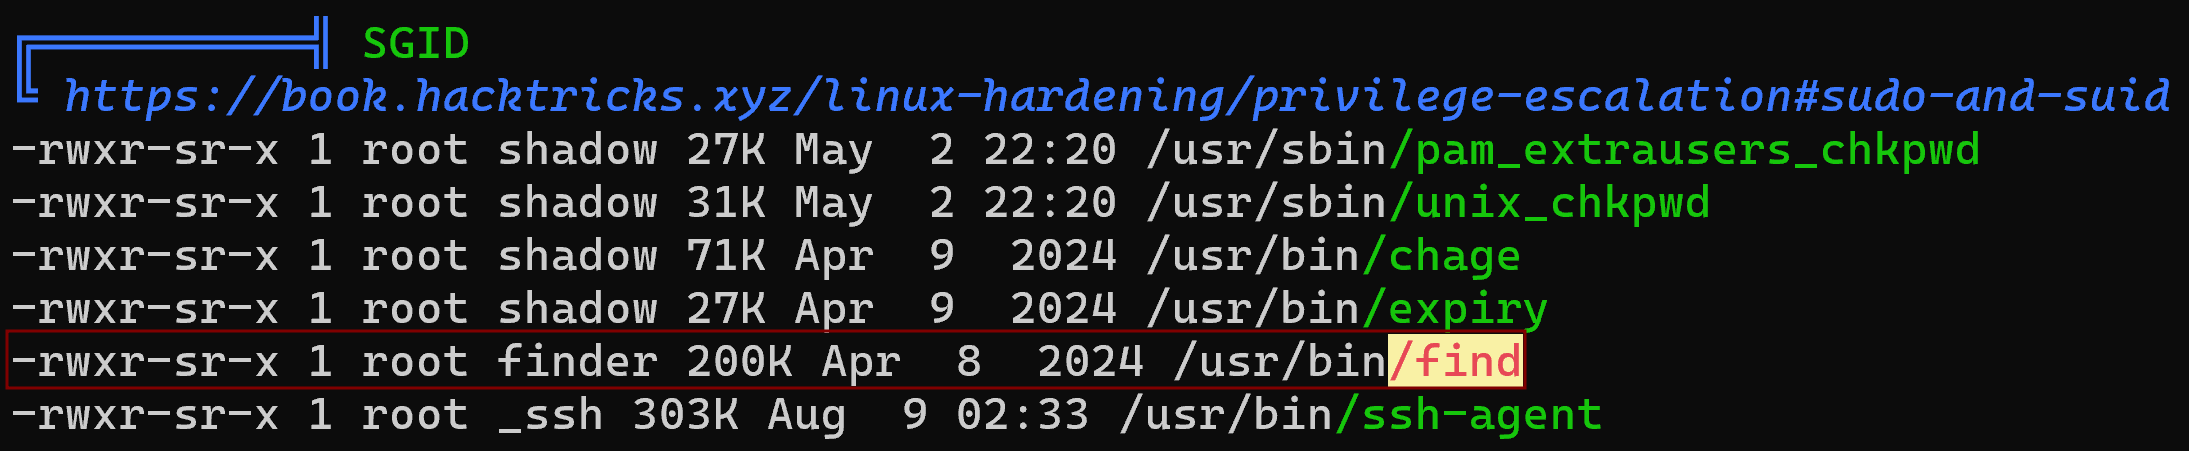 ╔══════════╣ SGID
╚ https://book.hacktricks.xyz/linux-hardening/privilege-escalation#sudo-and-suid
-rwxr-sr-x 1 root shadow 27K May  2 22:20 /usr/sbin/pam_extrausers_chkpwd
-rwxr-sr-x 1 root shadow 31K May  2 22:20 /usr/sbin/unix_chkpwd
-rwxr-sr-x 1 root shadow 71K Apr  9  2024 /usr/bin/chage
-rwxr-sr-x 1 root shadow 27K Apr  9  2024 /usr/bin/expiry
-rwxr-sr-x 1 root finder 200K Apr  8  2024 /usr/bin/find
-rwxr-sr-x 1 root _ssh 303K Aug  9 02:33 /usr/bin/ssh-agent